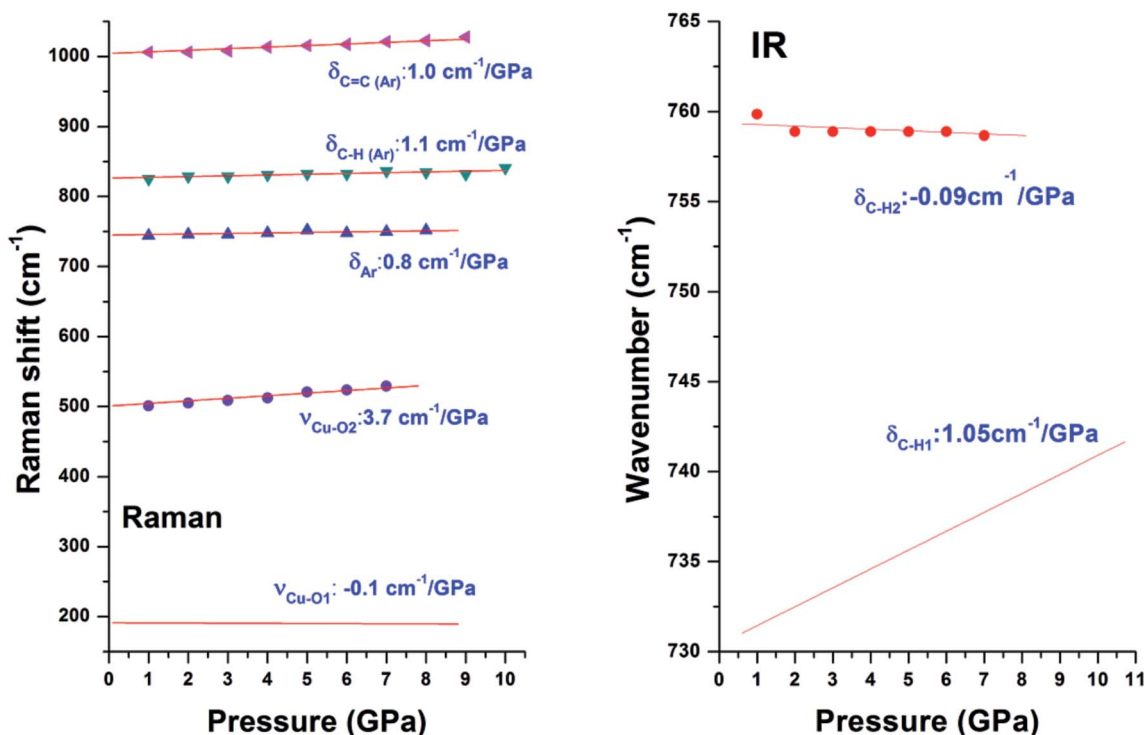 Raman shift (cm⁻¹)
1000
900
800
700
600
500
400
300
200
δC=C (Ar):1.0 cm⁻¹/GPa
δC-H (Ar):1.1 cm⁻¹/GPa
δAr:0.8 cm⁻¹/GPa
νCu-O2:3.7 cm⁻¹/GPa
Raman
νCu-O1: -0.1 cm⁻¹/GPa
0 1 2 3 4 5 6 7 8 9 10
Pressure (GPa)
Wavenumber (cm⁻¹)
765
760
755
750
745
740
735
730
IR
δC-H2:-0.09cm⁻¹/GPa
δC-H1:1.05cm⁻¹/GPa
0 1 2 3 4 5 6 7 8 9 10 11
Pressure (GPa)